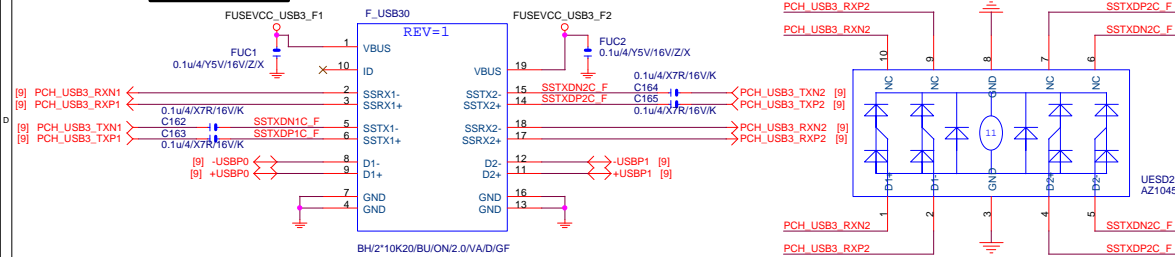 FUSEVCC_USB3_F1
F_USB30
FUSEVCC_USB3_F2
REV=1
FUC1
0.1u/4/Y5V/16V/Z/X
FUC2
0.1u/4/Y5V/16V/Z/X
1
VBUS
10
ID
VBUS
19
D
[9] PCH_USB3_RXN1
2
SSRX1-
SSTX2-
15
SSTXDN2C_F
0.1u/4/X7R/16V/K
C164
PCH_USB3_TXN2 [9]
[9] PCH_USB3_RXP1
3
SSRX1+
SSTX2+
14
SSTXDP2C_F
C165
0.1u/4/X7R/16V/K
PCH_USB3_TXP2 [9]
0.1u/4/X7R/16V/K
[9] PCH_USB3_TXN1
C162
SSTXDN1C_F
5
SSTX1-
SSRX2-
18
PCH_USB3_RXN2 [9]
[9] PCH_USB3_TXP1
C163
0.1u/4/X7R/16V/K
SSTXDP1C_F
6
SSTX1+
SSRX2+
17
PCH_USB3_RXP2 [9]
[9] -USBP0
8
D1-
D2-
12
-USBP1 [9]
[9] +USBP0
9
D1+
D2+
11
+USBP1 [9]
7
GND
GND
16
4
GND
GND
13
BH/2*10K20/BU/ON/2.0/VA/D/GF
PCH_USB3_RXP2
SSTXDP2C_F
PCH_USB3_RXN2
SSTXDN2C_F
10
9
8
7
6
NC
NC
GND
NC
NC
11
D1+
D1-
GND
D2+
D2-
UESD2
AZ1045
1
2
3
4
5
PCH_USB3_RXN2
SSTXDN2C_F
PCH_USB3_RXP2
SSTXDP2C_F